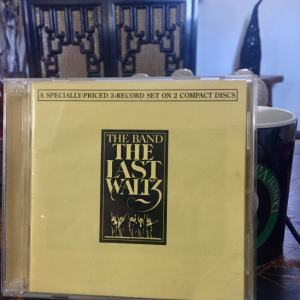 A SPECIALLY-PRICED 3-RECORD SET ON 2 COMPACT DISCS
THE BAND
THE
LAST
WALTZ